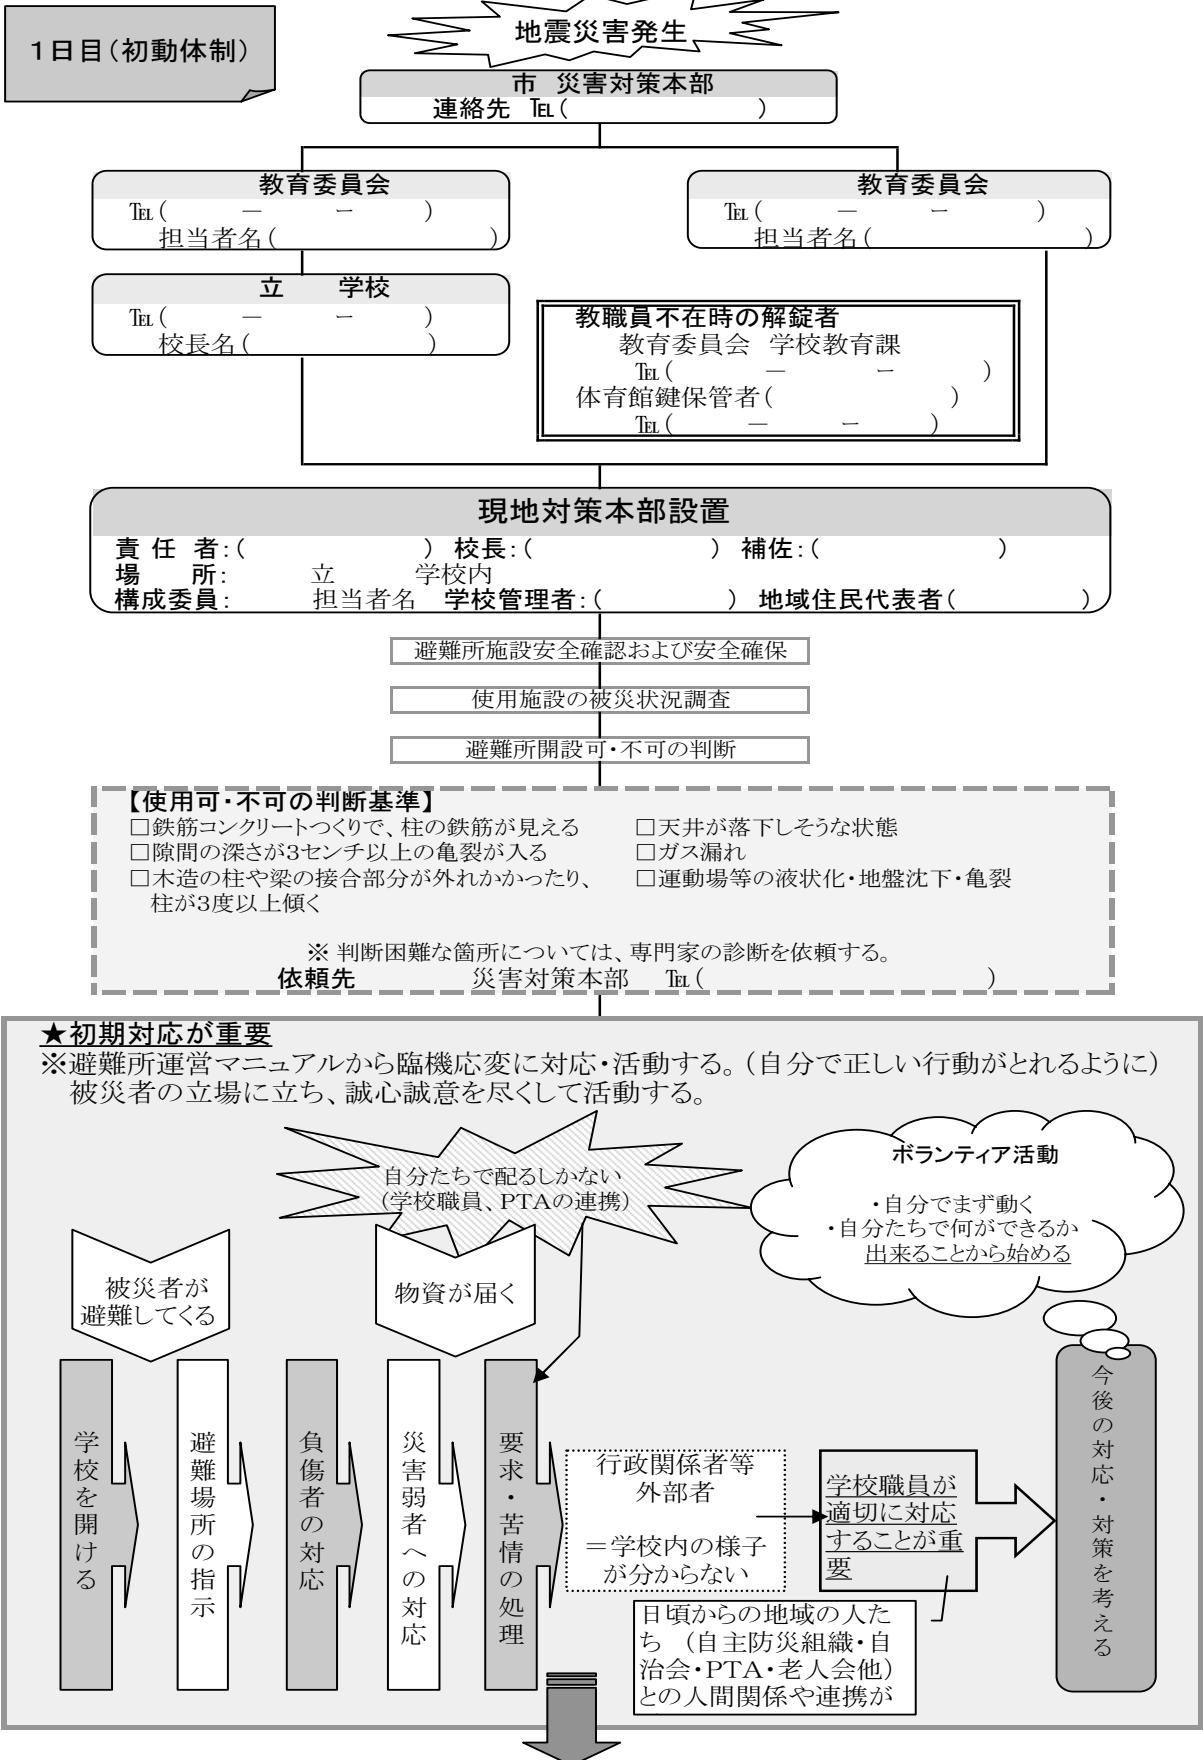 1日目(初動体制)
地震災害発生
市 災害対策本部
連絡先 ℡( )
教育委員会
℡( ― － )
担当者名( )
教育委員会
℡( ― － )
担当者名( )
立 学校
℡( ― － )
校長名( )
教職員不在時の解錠者
教育委員会 学校教育課
℡( ― － )
体育館鍵保管者( )
℡( ― － )
現地対策本部設置
責 任 者:( ) 校長:( ) 補佐:( )
場 所: 立 学校内
構成委員: 担当者名 学校管理者:( ) 地域住民代表者( )
避難所施設安全確認および安全確保
使用施設の被災状況調査
避難所開設可・不可の判断
【使用可・不可の判断基準】
□鉄筋コンクリートつくりで、柱の鉄筋が見える □天井が落下しそうな状態
□隙間の深さが3センチ以上の亀裂が入る □ガス漏れ
□木造の柱や梁の接合部分が外れかかったり、 □運動場等の液状化・地盤沈下・亀裂
柱が3度以上傾く
※ 判断困難な箇所については、専門家の診断を依頼する。
依頼先 災害対策本部 ℡( )
★初期対応が重要
※避難所運営マニュアルから臨機応変に対応・活動する。(自分で正しい行動がとれるように)
被災者の立場に立ち、誠心誠意を尽くして活動する。
自分たちで配るしかない
(学校職員、PTAの連携)
ボランティア活動
・自分でまず動く
・自分たちで何ができるか
出来ることから始める
被災者が
避難してくる
物資が届く
学校を開ける
避難場所の指示
負傷者の対応
災害弱者への対応
要求・苦情の処理
行政関係者等
外部者
＝学校内の様子
が分からない
学校職員が
適切に対応
することが重
要
日頃からの地域の人た
ち (自主防災組織・自
治会・PTA・老人会他)
との人間関係や連携が
今後の対応・対策を考える